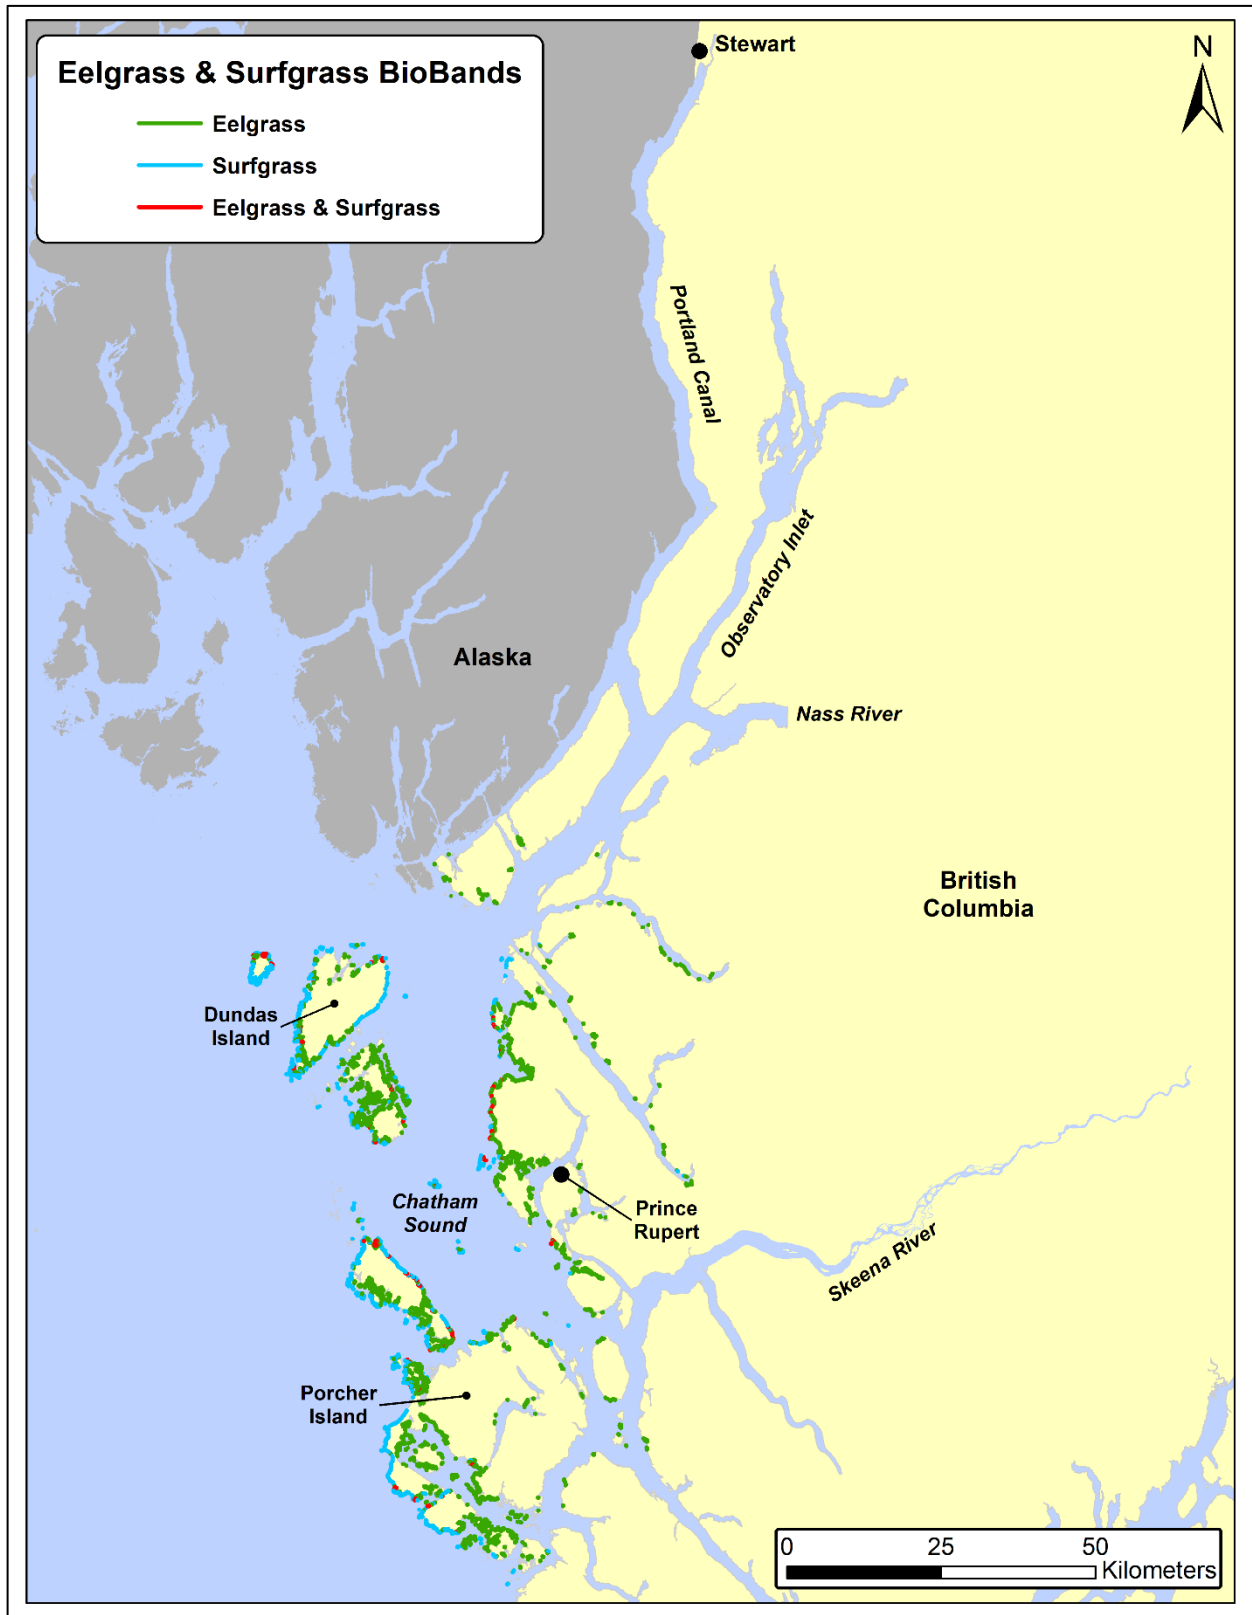 Eelgrass & Surfgrass BioBands
Eelgrass
Surfgrass
Eelgrass & Surfgrass
Stewart
N
Portland Canal
Observatory Inlet
Alaska
Nass River
British
Columbia
Dundas
Island
Chatham
Sound
Prince
Rupert
Skeena River
Porcher
Island
0 25 50
Kilometers